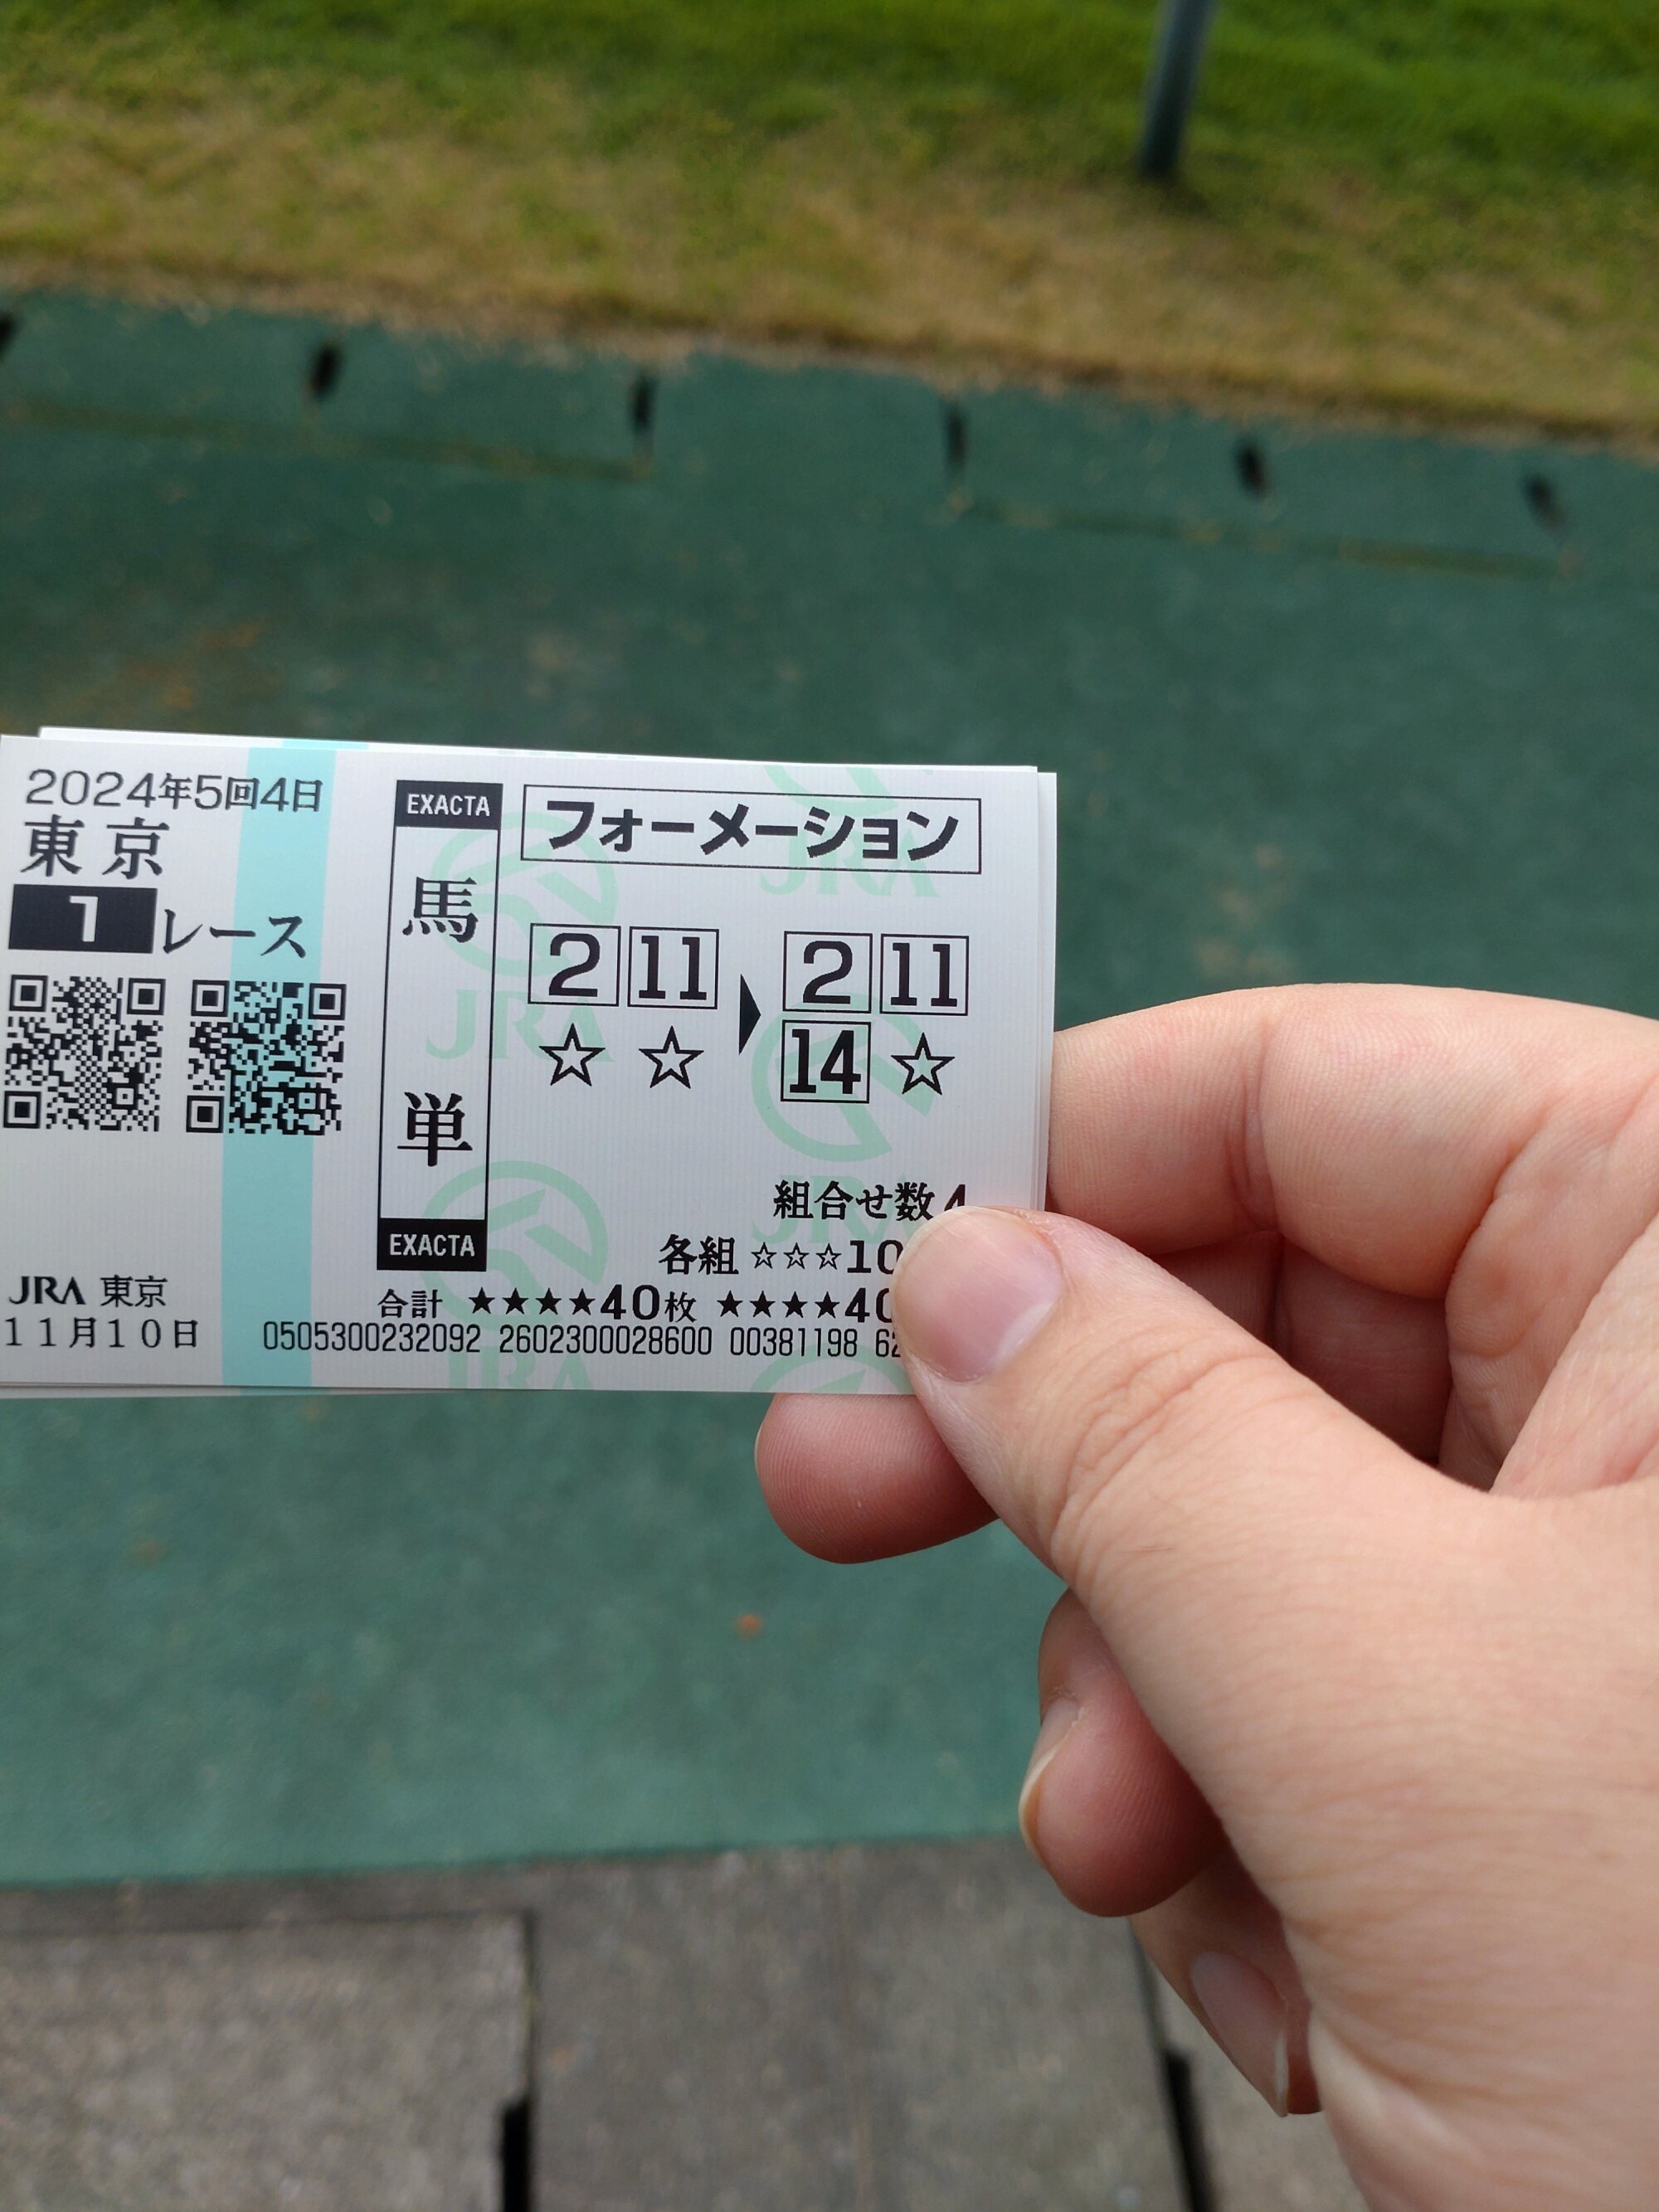 2024年5回4日
東京
1レース
JRA 東京
11月10日
EXACTA
馬単
EXACTA
フォーメーション
2 11 ▶ 2 11
☆ ☆ 14 ☆
組合せ数
各組 ☆☆☆10
合計 ★★★★40枚 ★★★★40
0505300232092 2602300028600 00381198 62